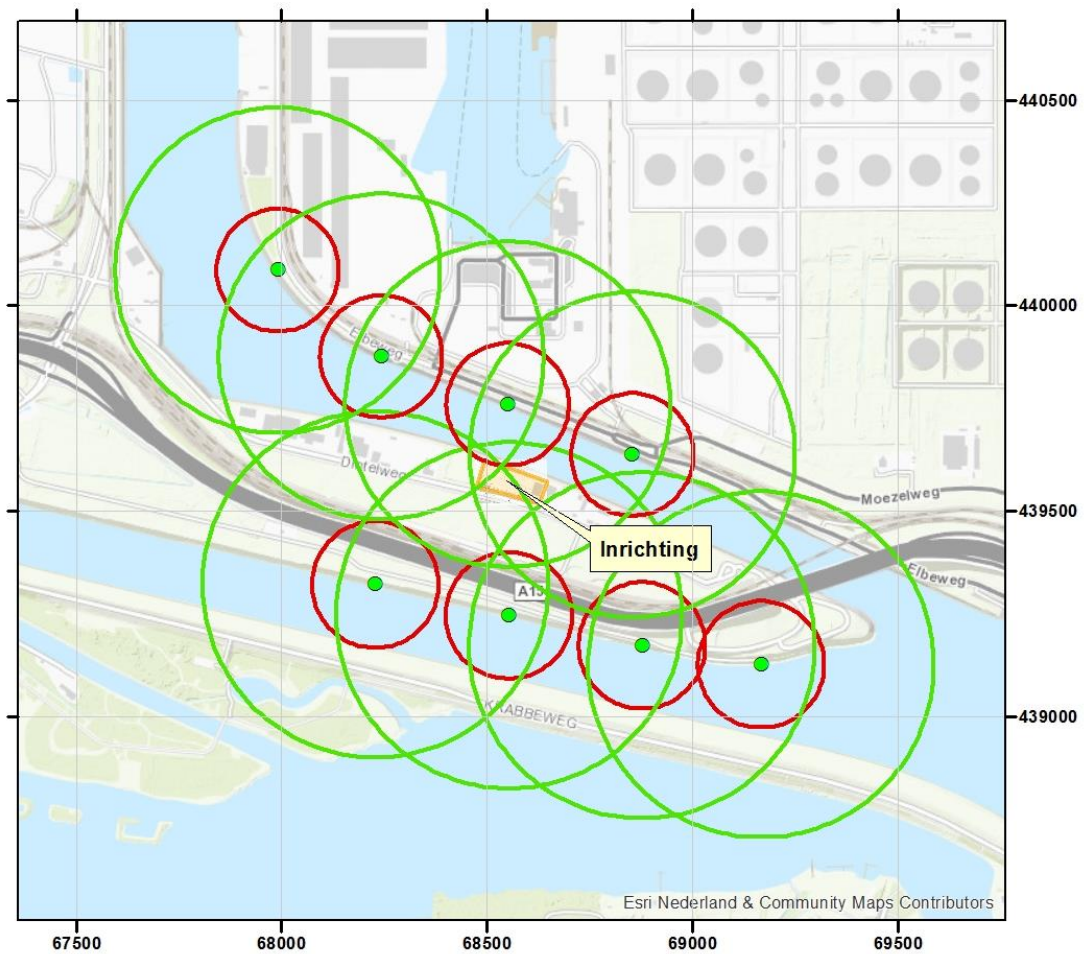 440500
440000
Elbeweg
Dintelweg
Moezelweg
439500
Inrichting
Elbeweg
A15
KRABBEWEG
439000
Esri Nederland & Community Maps Contributors
67500 68000 68500 69000 69500